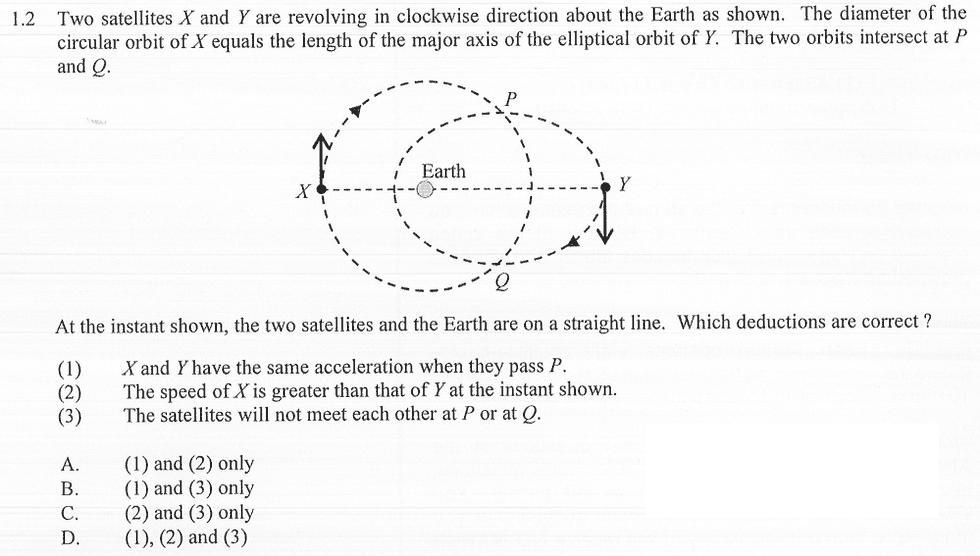 1.2 Two satellites X and Y are revolving in clockwise direction about the Earth as shown. The diameter of the
circular orbit of X equals the length of the major axis of the elliptical orbit of Y. The two orbits intersect at P
and Q.
P
Earth
X
Y
Q
At the instant shown, the two satellites and the Earth are on a straight line. Which deductions are correct ?
(1) X and Y have the same acceleration when they pass P.
(2) The speed of X is greater than that of Y at the instant shown.
(3) The satellites will not meet each other at P or at Q.
A. (1) and (2) only
B. (1) and (3) only
C. (2) and (3) only
D. (1), (2) and (3)